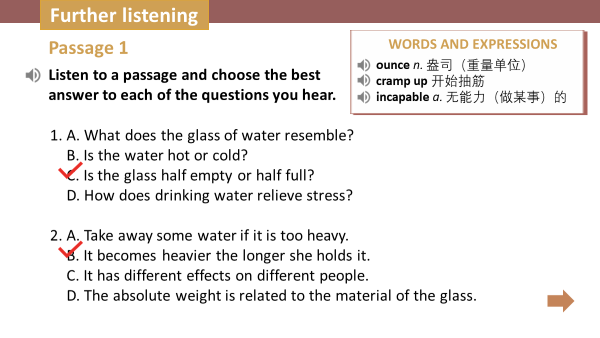 Further listening
Passage 1
Listen to a passage and choose the best
answer to each of the questions you hear.
WORDS AND EXPRESSIONS
ounce n. 盎司（重量单位）
cramp up 开始抽筋
incapable a. 无能力（做某事）的
1. A. What does the glass of water resemble?
B. Is the water hot or cold?
C. Is the glass half empty or half full?
D. How does drinking water relieve stress?
2. A. Take away some water if it is too heavy.
B. It becomes heavier the longer she holds it.
C. It has different effects on different people.
D. The absolute weight is related to the material of the glass.